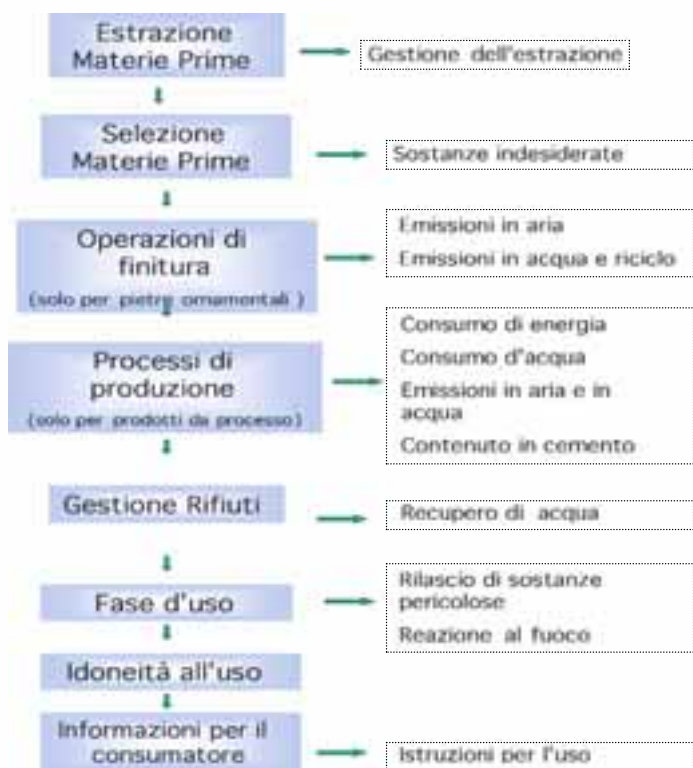 Estrazione
Materie Prime
Gestione dell'estrazione
Selezione
Materie Prime
Sostanze indesiderate
Operazioni di
finitura
(solo per pietre ornamentali )
Emissioni in aria
Emissioni in acqua e riciclo
Processi di
produzione
(solo per prodotti da processo)
Consumo di energia
Consumo d'acqua
Emissioni in aria e in
acqua
Contenuto in cemento
Gestione Rifiuti
Recupero di acqua
Fase d'uso
Rilascio di sostanze
pericolose
Reazione al fuoco
Idoneità all'uso
Informazioni per il
consumatore
Istruzioni per l'uso